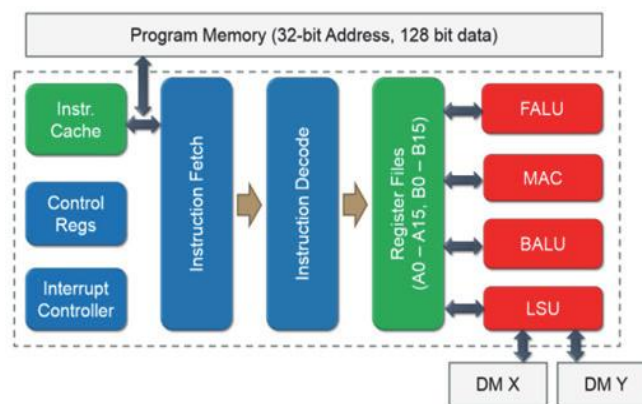 Program Memory (32-bit Address, 128 bit data)
Instr.
Cache
Control
Regs
Interrupt
Controller
Instruction Fetch
Instruction Decode
Register Files
(A0 – A15, B0 – B15)
FALU
MAC
BALU
LSU
DM X
DM Y